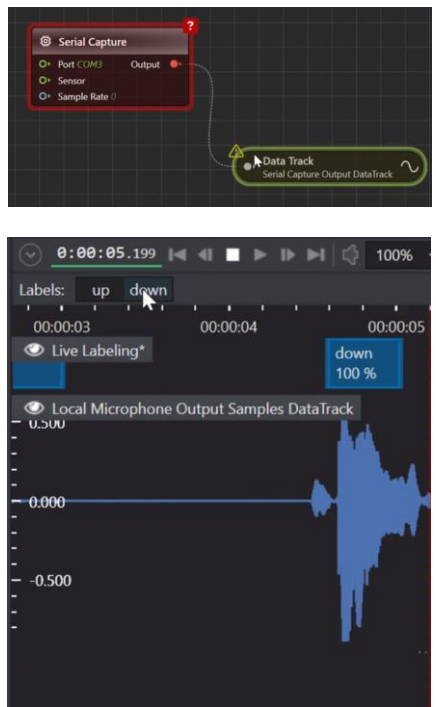 ?
Serial Capture
Port COM3 Output
Sensor
Sample Rate 0
Data Track
Serial Capture Output DataTrack
0:00:05.199 100%
Labels: up down
00:00:03 00:00:04 00:00:05
Live Labeling*
down
100 %
Local Microphone Output Samples DataTrack
0.500
0.000
-0.500